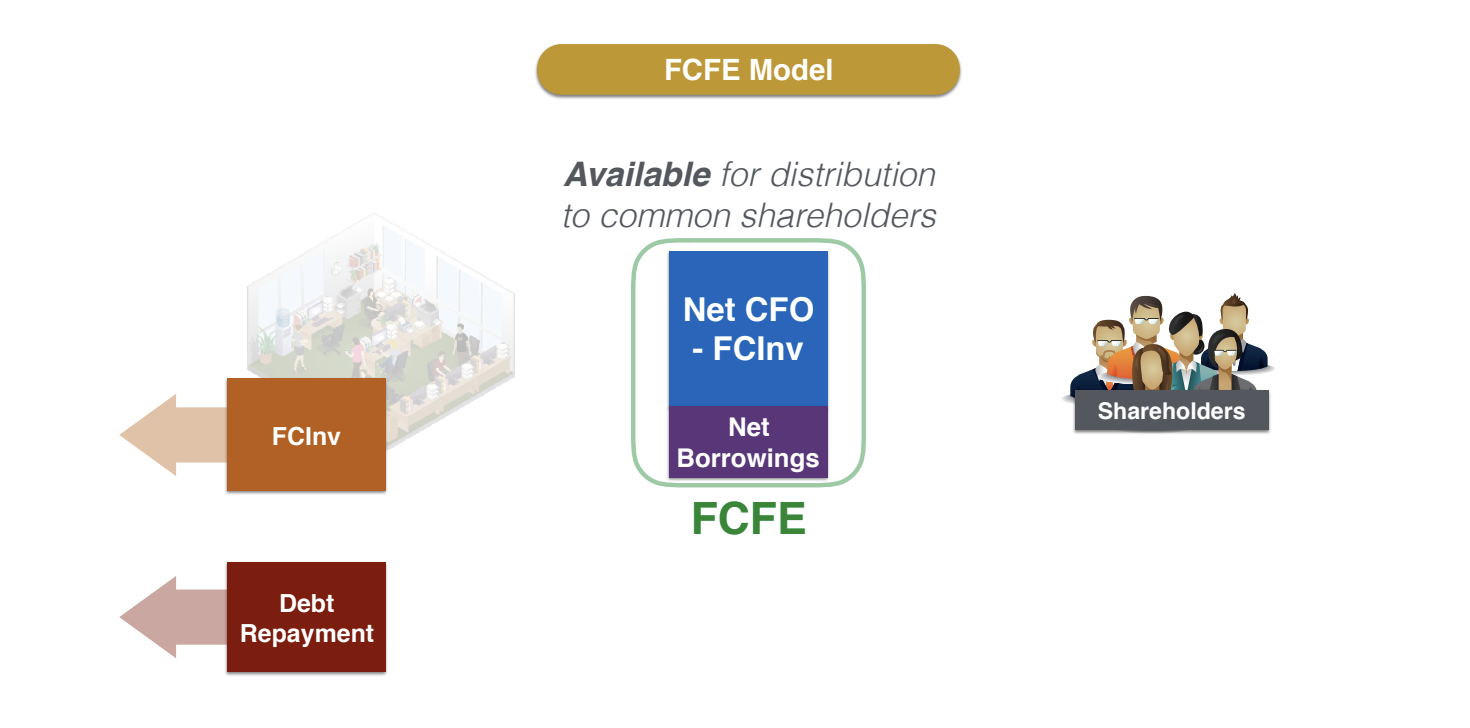 FCFE Model
Available for distribution
to common shareholders
Net CFO
- FCInv
Net
Borrowings
FCFE
FCInv
Debt
Repayment
Shareholders